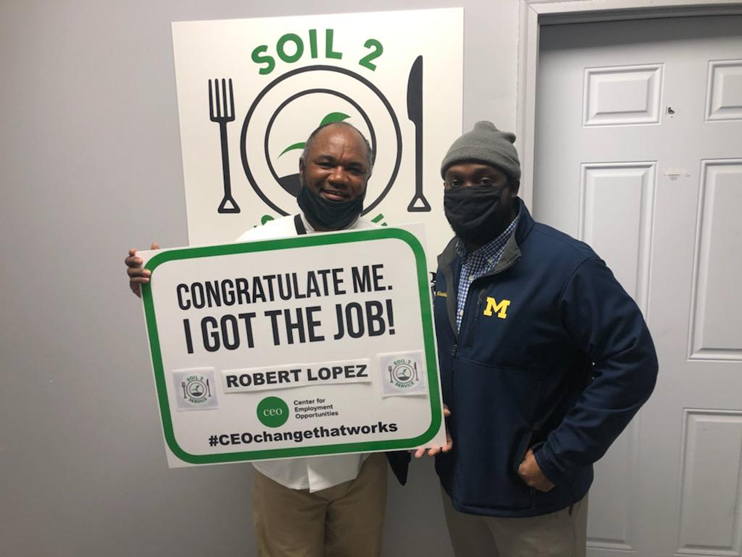 SOIL 2
CONGRATULATE ME.
I GOT THE JOB!
ROBERT LOPEZ
ceo
Center for
Employment
Opportunities
#CEOchangethatworks
M